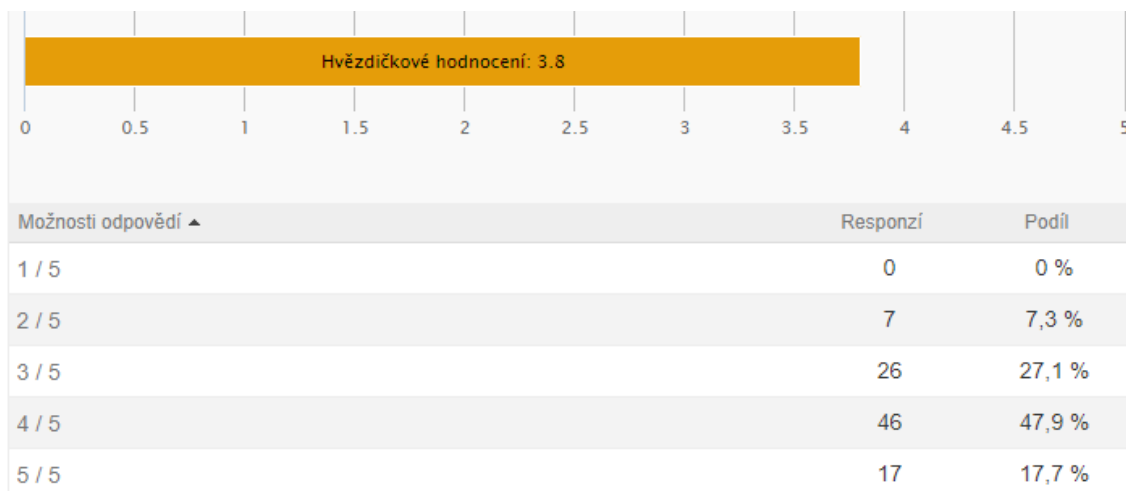 Hvězdičkové hodnocení: 3.8
0 0.5 1 1.5 2 2.5 3 3.5 4 4.5 5
Možnosti odpovědí ▲ Responzí Podíl
1 / 5 0 0 %
2 / 5 7 7,3 %
3 / 5 26 27,1 %
4 / 5 46 47,9 %
5 / 5 17 17,7 %